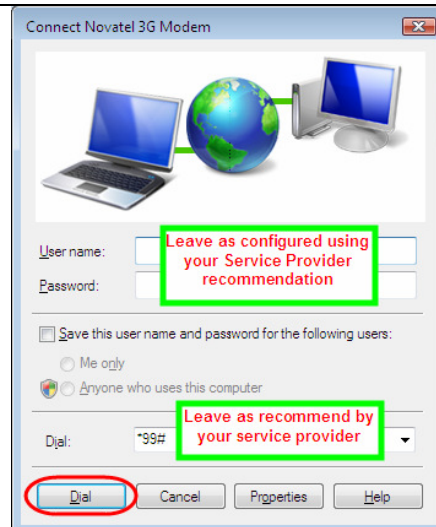 Connect Novatel 3G Modem
User name:
Leave as configured using
your Service Provider
recommendation
Password:
Save this user name and password for the following users:
Me only
Anyone who uses this computer
Leave as recommend by
your service provider
Dial:
*99#
Dial
Cancel
Properties
Help